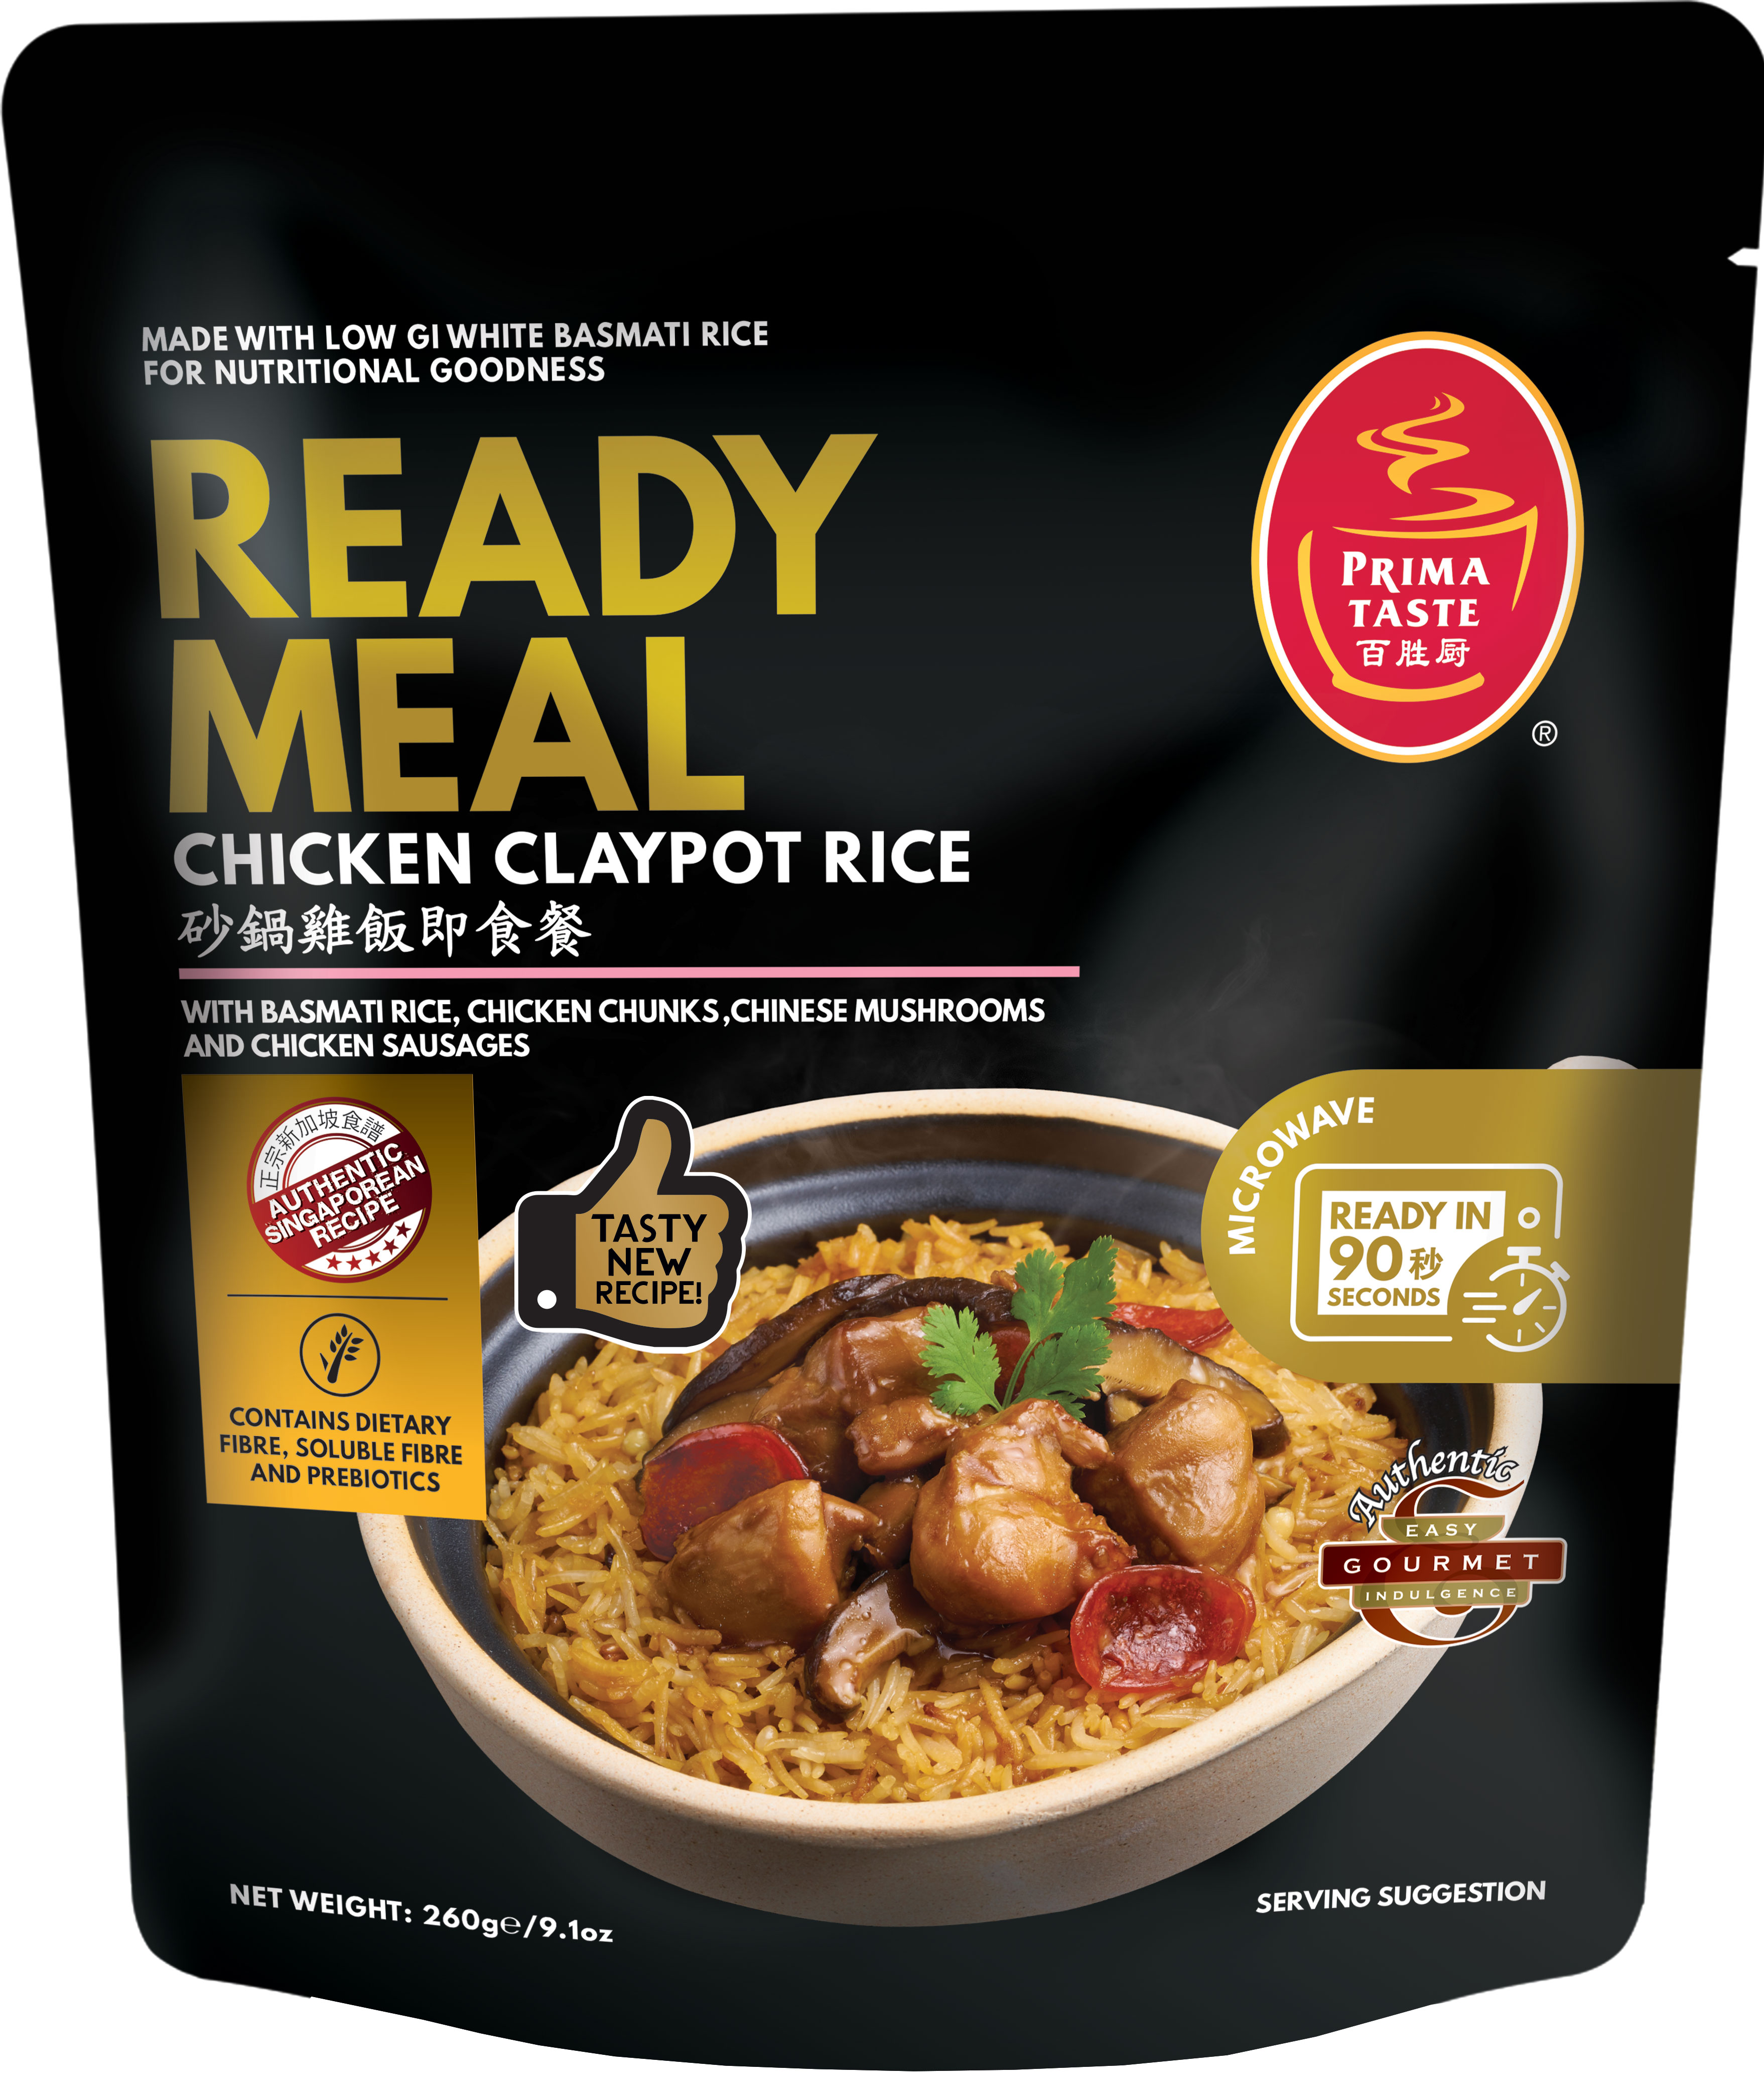 MADE WITH LOW GI WHITE BASMATI RICE
FOR NUTRITIONAL GOODNESS
READY
MEAL
CHICKEN CLAYPOT RICE
砂鍋雞飯即食餐
WITH BASMATI RICE, CHICKEN CHUNKS,CHINESE MUSHROOMS
AND CHICKEN SAUSAGES
PRIMA
TASTE
百胜厨
®
正宗新加坡食譜
AUTHENTIC
SINGAPOREAN
RECIPE
CONTAINS DIETARY
FIBRE, SOLUBLE FIBRE
AND PREBIOTICS
TASTY
NEW
RECIPE!
MICROWAVE
READY IN
90秒
SECONDS
Authentic
EASY
GOURMET
INDULGENCE
NET WEIGHT: 260g℮/9.1oz
SERVING SUGGESTION